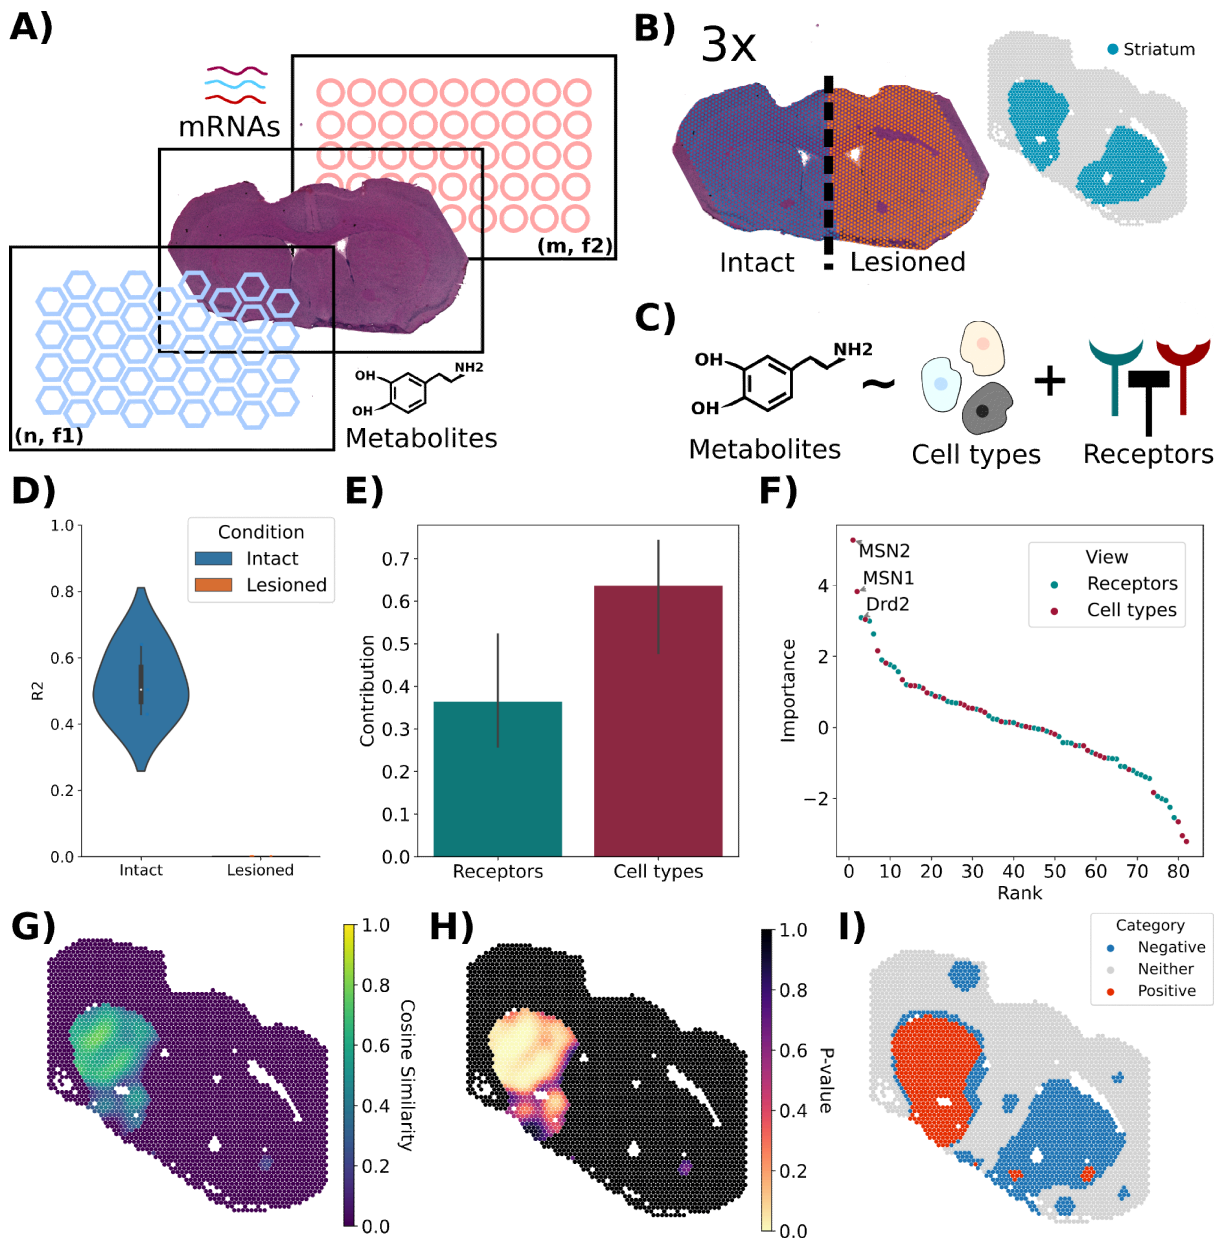 A)
mRNAs
(m, f2)
(n, f1)
OH
OH
NH2
Metabolites
B)
3x
Striatum
Intact
Lesioned
C)
OH
OH
NH2
~
+
Metabolites
Cell types
Receptors
D)
R2
1.0
0.8
0.6
0.4
0.2
0.0
Condition
Intact
Lesioned
Intact
Lesioned
E)
Contribution
0.7
0.6
0.5
0.4
0.3
0.2
0.1
0.0
Receptors
Cell types
F)
Importance
4
2
0
−2
MSN2
MSN1
Drd2
View
Receptors
Cell types
0 10 20 30 40 50 60 70 80
Rank
G)
1.0
0.8
0.6
0.4
0.2
0.0
Cosine Similarity
H)
1.0
0.8
0.6
0.4
0.2
0.0
P-value
I)
Category
Negative
Neither
Positive